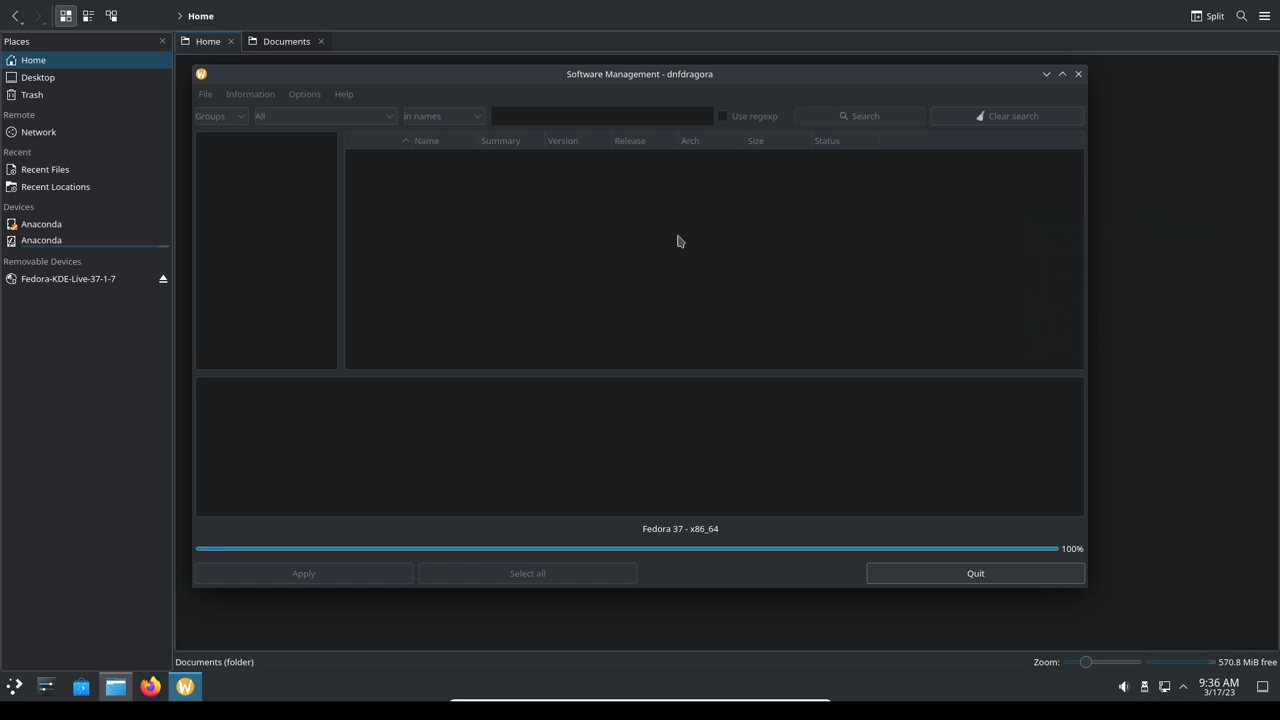 Home
Split
Places
Home
Documents
Home
Desktop
Trash
Remote
Network
Recent
Recent Files
Recent Locations
Devices
Anaconda
Anaconda
Removable Devices
Fedora-KDE-Live-37-1-7
Software Management - dnfdragora
File
Information
Options
Help
Groups
All
in names
Use regexp
Search
Clear search
Name
Summary
Version
Release
Arch
Size
Status
Fedora 37 - x86_64
100%
Apply
Select all
Quit
Documents (folder)
Zoom:
570.8 MiB free
9:36 AM
3/17/23